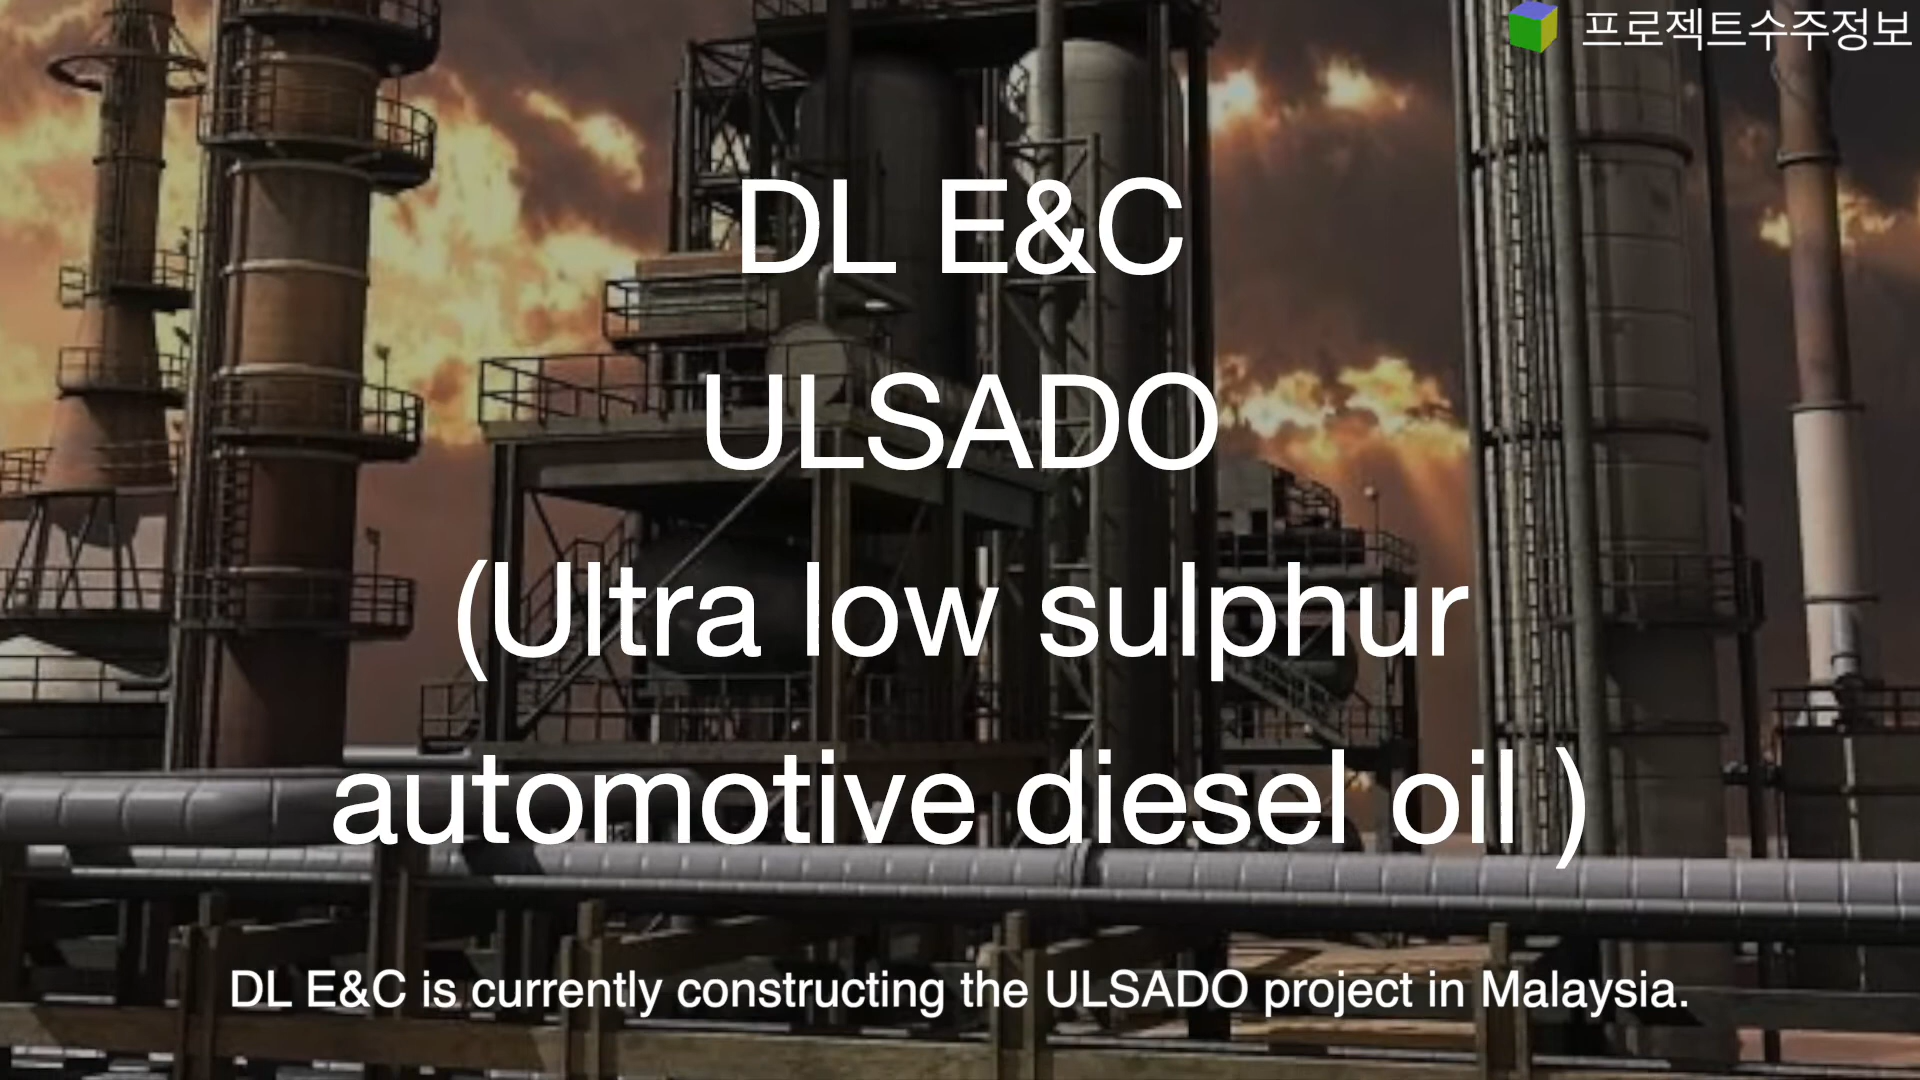 프로젝트수주정보
DL E&C
ULSADO
(Ultra low sulphur
automotive diesel oil )
DL E&C is currently constructing the ULSADO project in Malaysia.